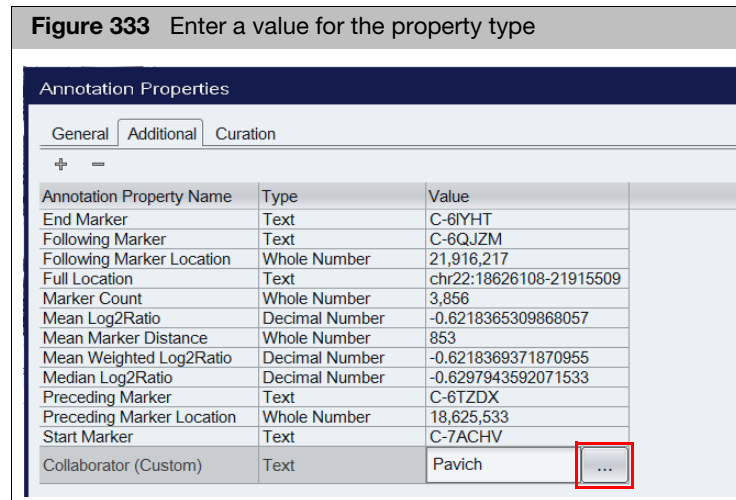 Figure 333 Enter a value for the property type
Annotation Properties
General Additional Curation
Annotation Property Name Type Value
End Marker Text C-6IYHT
Following Marker Text C-6QJZM
Following Marker Location Whole Number 21,916,217
Full Location Text chr22:18626108-21915509
Marker Count Whole Number 3,856
Mean Log2Ratio Decimal Number -0.6218365309868057
Mean Marker Distance Whole Number 853
Mean Weighted Log2Ratio Decimal Number -0.6218369371870955
Median Log2Ratio Decimal Number -0.6297943592071533
Preceding Marker Text C-6TZDX
Preceding Marker Location Whole Number 18,625,533
Start Marker Text C-7ACHV
Collaborator (Custom) Text Pavich ...